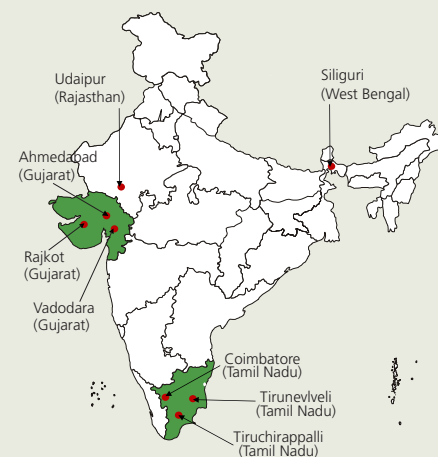 Udaipur
(Rajasthan)
Siliguri
(West Bengal)
Ahmedapad
(Gujarat)
Rajkot
(Gujarat)
Vadodara
(Gujarat)
Coimbatore
(Tamil Nadu)
Tirunevlveli
(Tamil Nadu)
Tiruchirappalli
(Tamil Nadu)